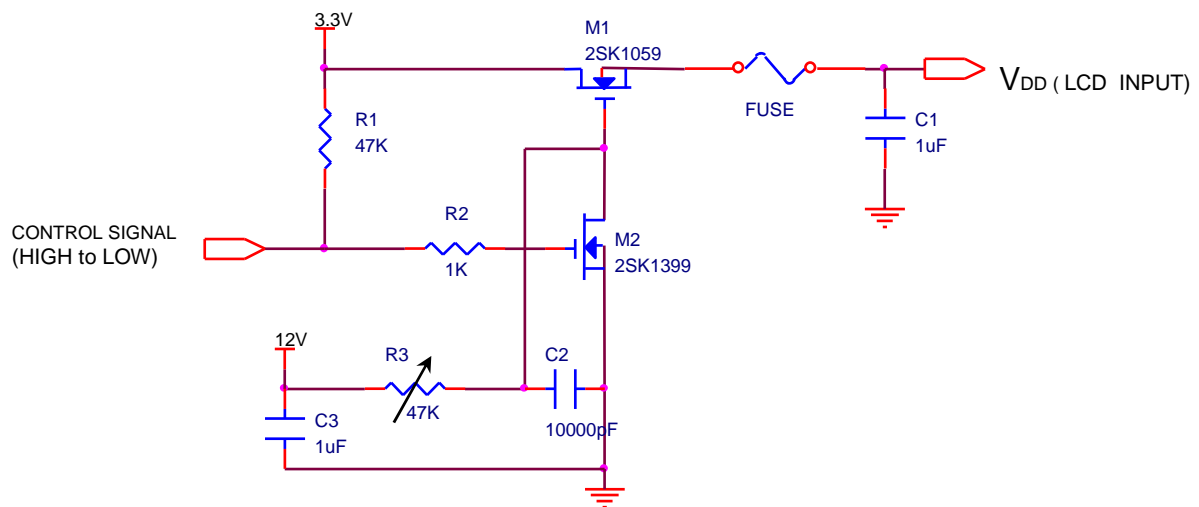 3.3V
M1
2SK1059
FUSE
VDD ( LCD INPUT)
R1
47K
C1
1uF
CONTROL SIGNAL
(HIGH to LOW)
R2
1K
M2
2SK1399
12V
R3
47K
C2
10000pF
C3
1uF